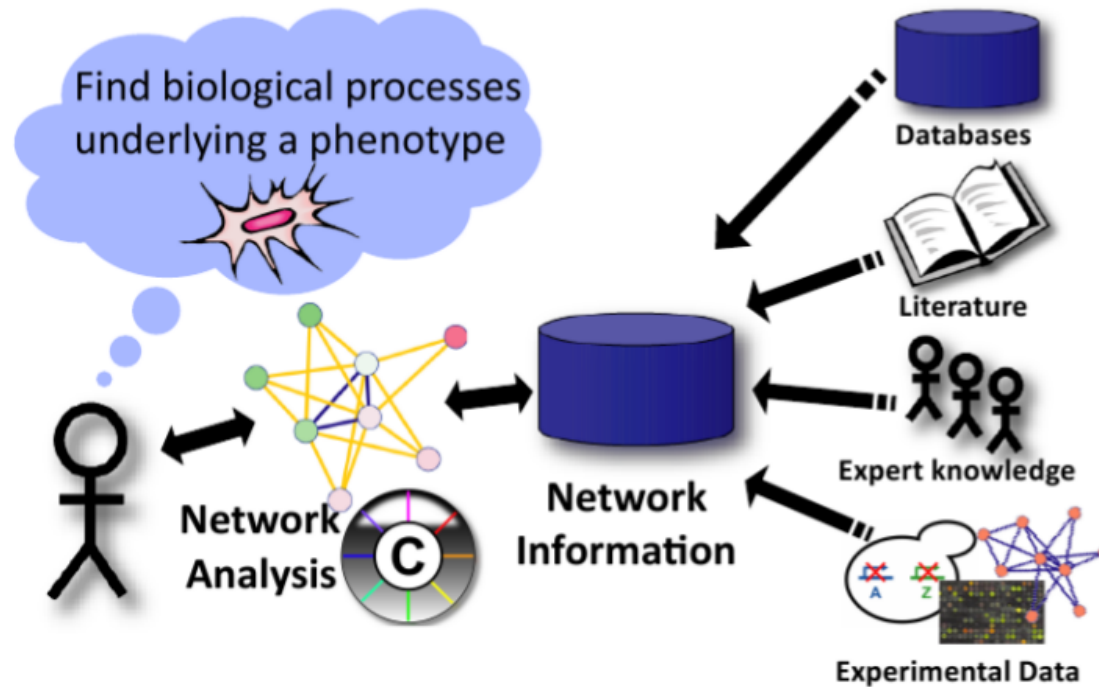 Find biological processes
underlying a phenotype
Databases
Literature
Expert knowledge
A Z
Experimental Data
Network
Information
Network
Analysis
C